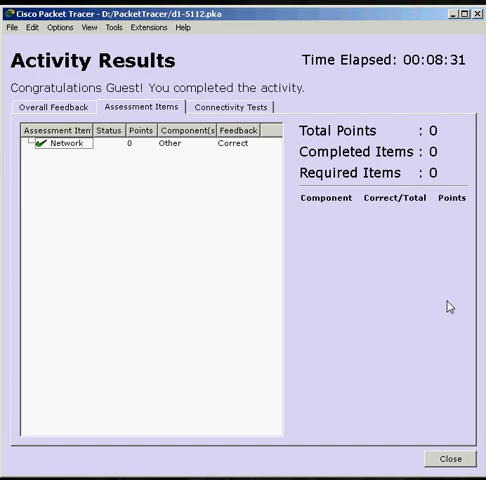 Cisco Packet Tracer - D:/PacketTracer/d1-5112.pka
File Edit Options View Tools Extensions Help
Activity Results
Time Elapsed: 00:08:31
Congratulations Guest! You completed the activity.
Overall Feedback Assessment Items Connectivity Tests
Assessment Iten Status Points Component(s Feedback
Network 0 Other Correct
Total Points : 0
Completed Items : 0
Required Items : 0
Component Correct/Total Points
Close